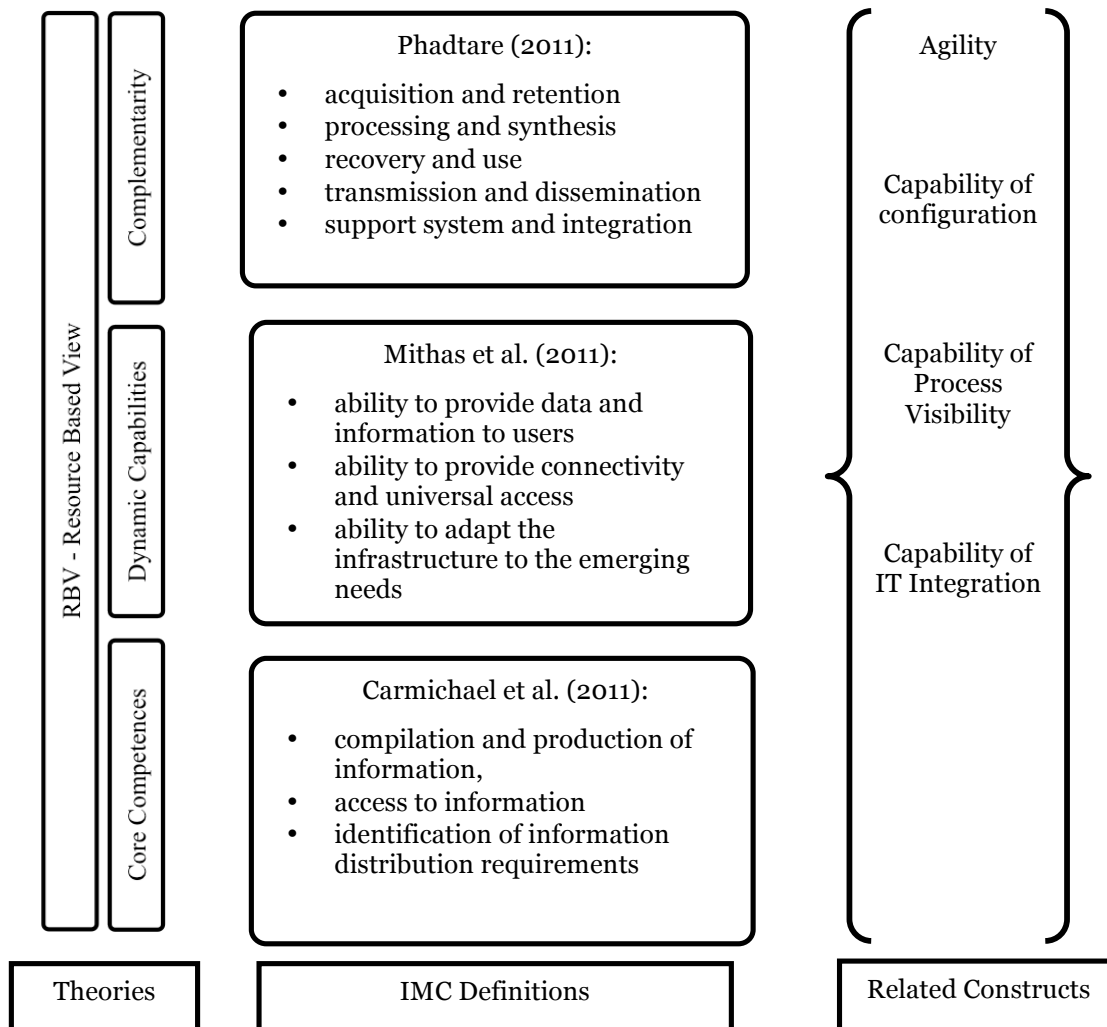 RBV - Resource Based View
Complementarity
Dynamic Capabilities
Core Competences
Phadtare (2011):
• acquisition and retention
• processing and synthesis
• recovery and use
• transmission and dissemination
• support system and integration
Mithas et al. (2011):
• ability to provide data and
information to users
• ability to provide connectivity
and universal access
• ability to adapt the
infrastructure to the emerging
needs
Carmichael et al. (2011):
• compilation and production of
information,
• access to information
• identification of information
distribution requirements
Agility
Capability of
configuration
Capability of
Process
Visibility
Capability of
IT Integration
Theories
IMC Definitions
Related Constructs